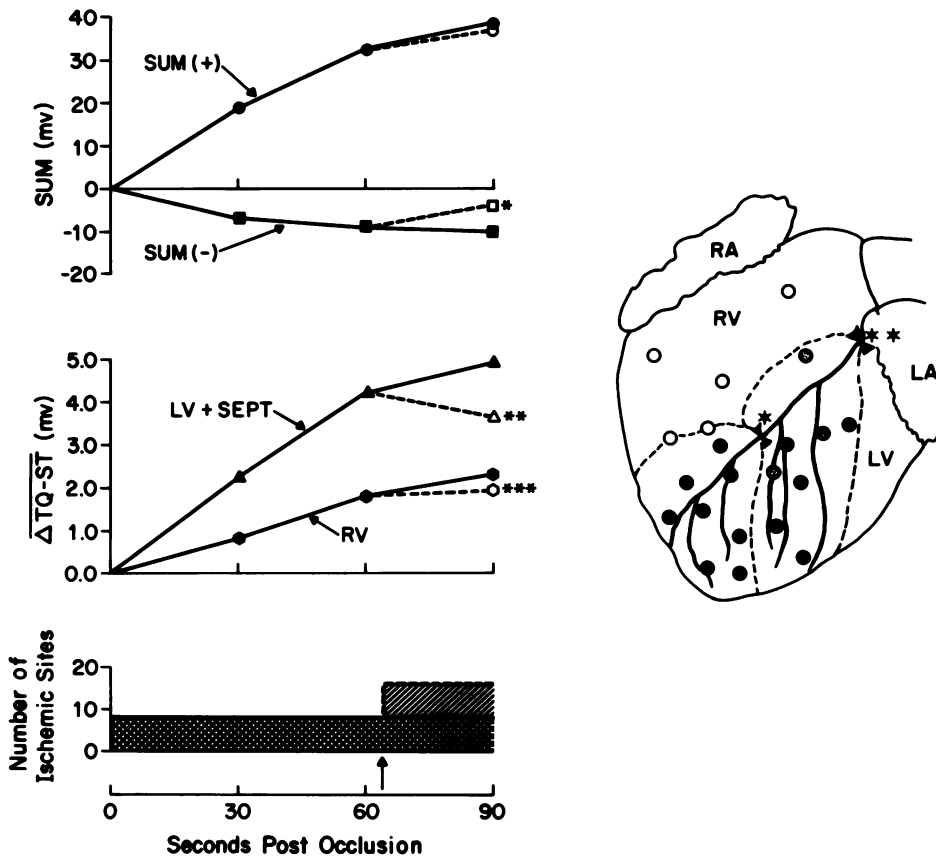 40
30
20
10
0
-10
-20
SUM (mv)
SUM (+)
SUM (-)
*
5.0
4.0
3.0
2.0
1.0
0.0
ΔTQ-ST (mv)
LV + SEPT
**
***
RV
20
10
0
Number of
Ischemic Sites
0 30 60 90
Seconds Post Occlusion
RA
RV
* *
LA
*
LV